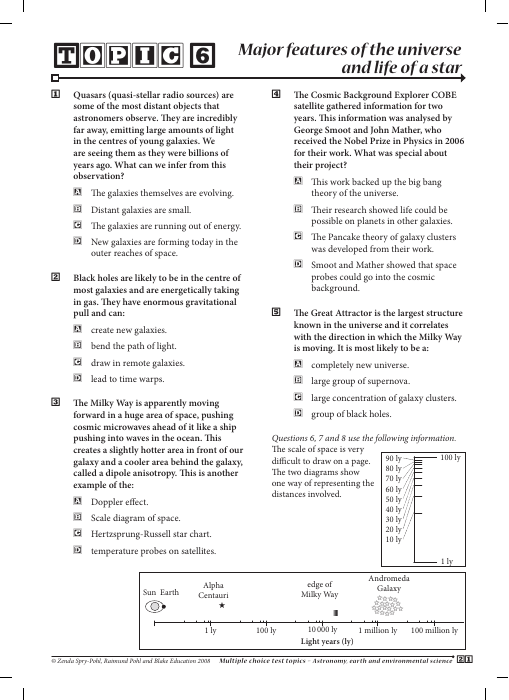 TOPIC 6
Major features of the universe
and life of a star
1 Quasars (quasi-stellar radio sources) are
some of the most distant objects that
astronomers observe. They are incredibly
far away, emitting large amounts of light
in the centres of young galaxies. We
are seeing them as they were billions of
years ago. What can we infer from this
observation?
A The galaxies themselves are evolving.
B Distant galaxies are small.
C The galaxies are running out of energy.
D New galaxies are forming today in the
outer reaches of space.
2 Black holes are likely to be in the centre of
most galaxies and are energetically taking
in gas. They have enormous gravitational
pull and can:
A create new galaxies.
B bend the path of light.
C draw in remote galaxies.
D lead to time warps.
3 The Milky Way is apparently moving
forward in a huge area of space, pushing
cosmic microwaves ahead of it like a ship
pushing into waves in the ocean. This
creates a slightly hotter area in front of our
galaxy and a cooler area behind the galaxy,
called a dipole anisotropy. This is another
example of the:
A Doppler effect.
B Scale diagram of space.
C Hertzsprung-Russell star chart.
D temperature probes on satellites.
4 The Cosmic Background Explorer COBE
satellite gathered information for two
years. This information was analysed by
George Smoot and John Mather, who
received the Nobel Prize in Physics in 2006
for their work. What was special about
their project?
A This work backed up the big bang
theory of the universe.
B Their research showed life could be
possible on planets in other galaxies.
C The Pancake theory of galaxy clusters
was developed from their work.
D Smoot and Mather showed that space
probes could go into the cosmic
background.
5 The Great Attractor is the largest structure
known in the universe and it correlates
with the direction in which the Milky Way
is moving. It is most likely to be a:
A completely new universe.
B large group of supernova.
C large concentration of galaxy clusters.
D group of black holes.
Questions 6, 7 and 8 use the following information.
The scale of space is very
difficult to draw on a page.
The two diagrams show
one way of representing the
distances involved.
90 ly
80 ly
70 ly
60 ly
50 ly
40 ly
30 ly
20 ly
10 ly
100 ly
1 ly
Sun Earth
Alpha
Centauri
edge of
Milky Way
Andromeda
Galaxy
1 ly 100 ly 10 000 ly 1 million ly 100 million ly
Light years (ly)
© Zenda Spry-Pohl, Raimund Pohl and Blake Education 2008 Multiple choice test topics – Astronomy, earth and environmental science 21